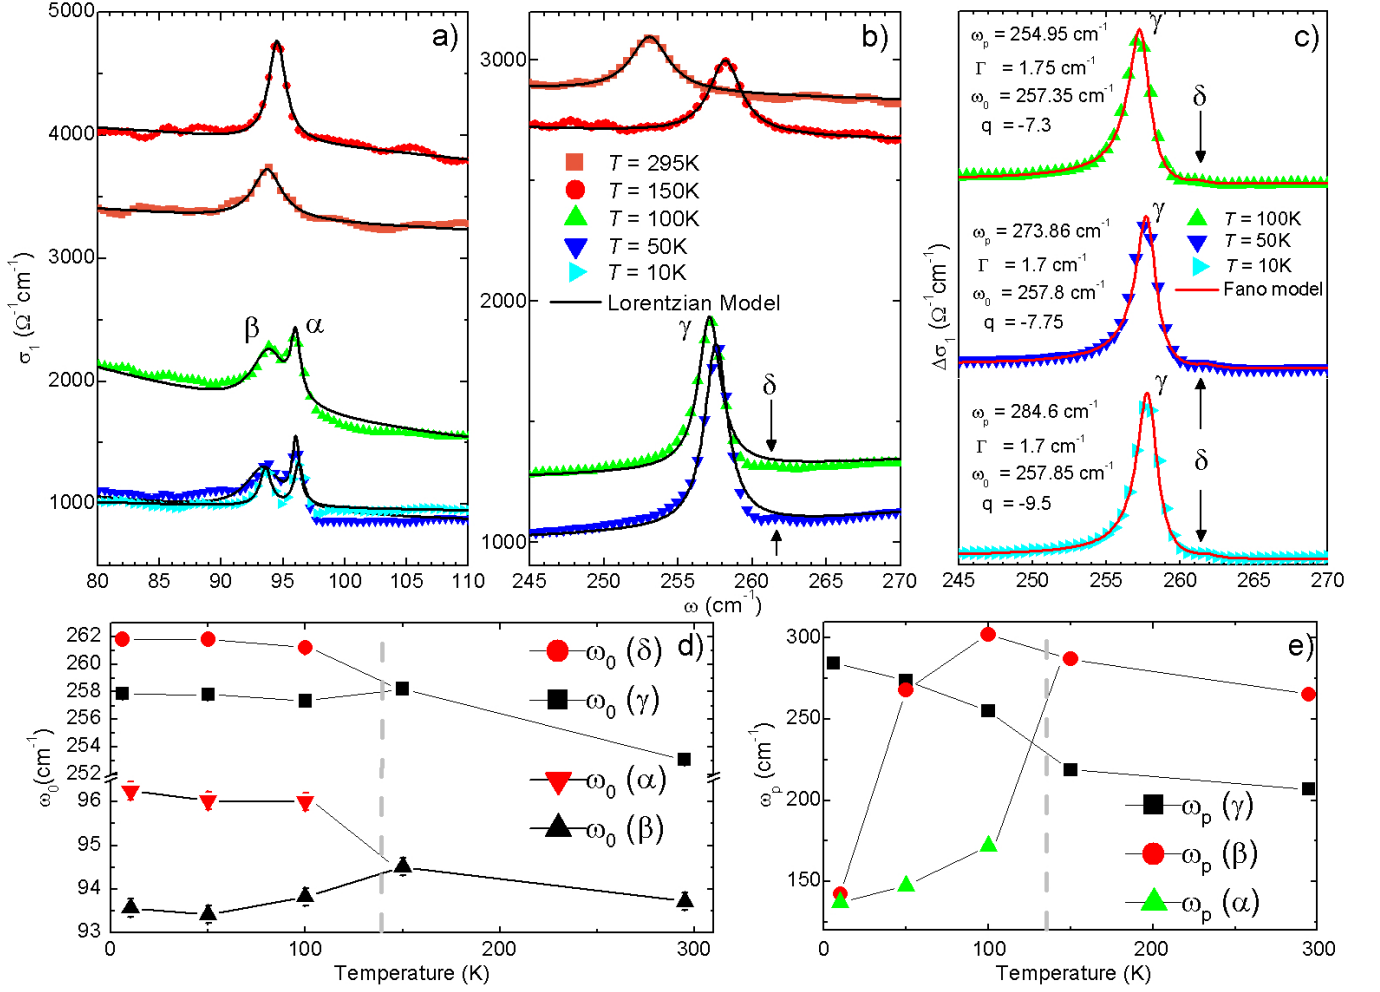 a)
5000
4000
3000
2000
1000
σ₁ (Ω⁻¹cm⁻¹)
β
α
80 85 90 95 100 105 110
b)
3000
2000
1000
T = 295K
T = 150K
T = 100K
T = 50K
T = 10K
Lorentzian Model
γ
δ
245 250 255 260 265 270
ω (cm⁻¹)
c)
Δσ₁ (Ω⁻¹cm⁻¹)
ωₚ = 254.95 cm⁻¹
Γ = 1.75 cm⁻¹
ω₀ = 257.35 cm⁻¹
q = -7.3
γ
δ
ωₚ = 273.86 cm⁻¹
Γ = 1.7 cm⁻¹
ω₀ = 257.8 cm⁻¹
q = -7.75
γ
T = 100K
T = 50K
T = 10K
Fano model
ωₚ = 284.6 cm⁻¹
Γ = 1.7 cm⁻¹
ω₀ = 257.85 cm⁻¹
q = -9.5
γ
δ
245 250 255 260 265 270
d)
262
260
258
256
254
252
96
95
94
93
ω₀(cm⁻¹)
ω₀ (δ)
ω₀ (γ)
ω₀ (α)
ω₀ (β)
0 100 200 300
Temperature (K)
e)
300
250
200
150
ωₚ (cm⁻¹)
ωₚ (γ)
ωₚ (β)
ωₚ (α)
0 100 200 300
Temperature (K)